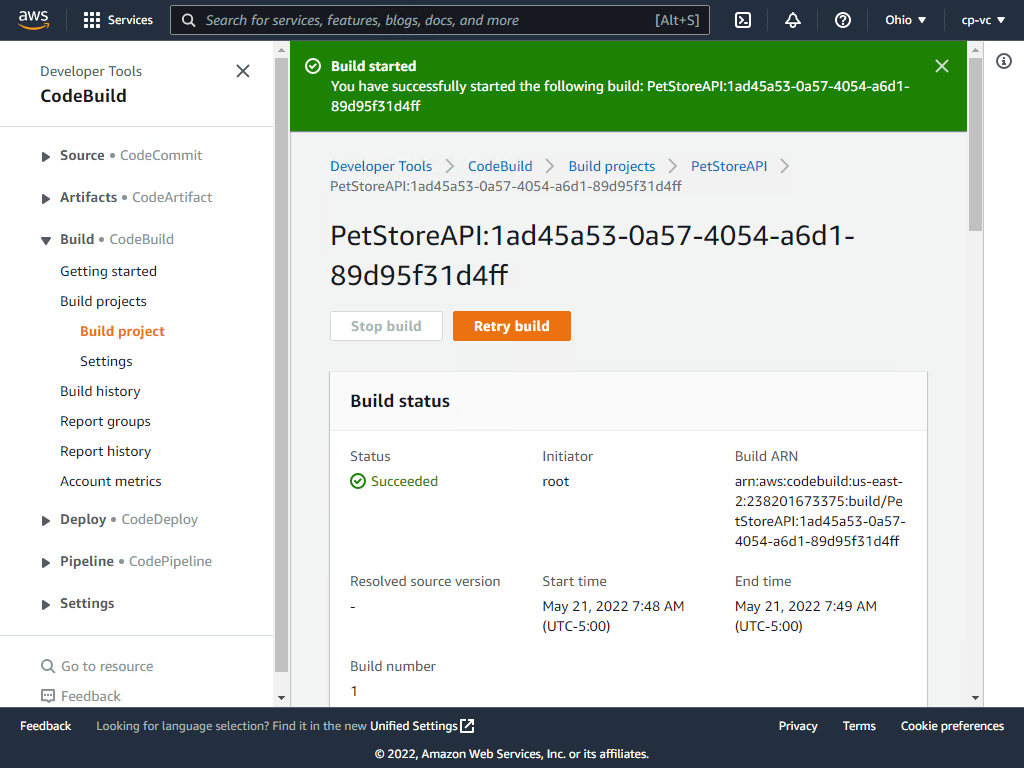 aws
Services
Search for services, features, blogs, docs, and more
[Alt+S]
Ohio
cp-vc
Developer Tools
CodeBuild
Source • CodeCommit
Artifacts • CodeArtifact
Build • CodeBuild
Getting started
Build projects
Build project
Settings
Build history
Report groups
Report history
Account metrics
Deploy • CodeDeploy
Pipeline • CodePipeline
Settings
Go to resource
Feedback
Build started
You have successfully started the following build: PetStoreAPI:1ad45a53-0a57-4054-a6d1-
89d95f31d4ff
Developer Tools
CodeBuild
Build projects
PetStoreAPI
PetStoreAPI:1ad45a53-0a57-4054-a6d1-89d95f31d4ff
PetStoreAPI:1ad45a53-0a57-4054-a6d1-
89d95f31d4ff
Stop build
Retry build
Build status
Status
Succeeded
Initiator
root
Build ARN
arn:aws:codebuild:us-east-
2:238201673375:build/Pe
tStoreAPI:1ad45a53-0a57-
4054-a6d1-89d95f31d4ff
Resolved source version
-
Start time
May 21, 2022 7:48 AM
(UTC-5:00)
End time
May 21, 2022 7:49 AM
(UTC-5:00)
Build number
1
Feedback
Looking for language selection? Find it in the new Unified Settings
Privacy
Terms
Cookie preferences
© 2022, Amazon Web Services, Inc. or its affiliates.